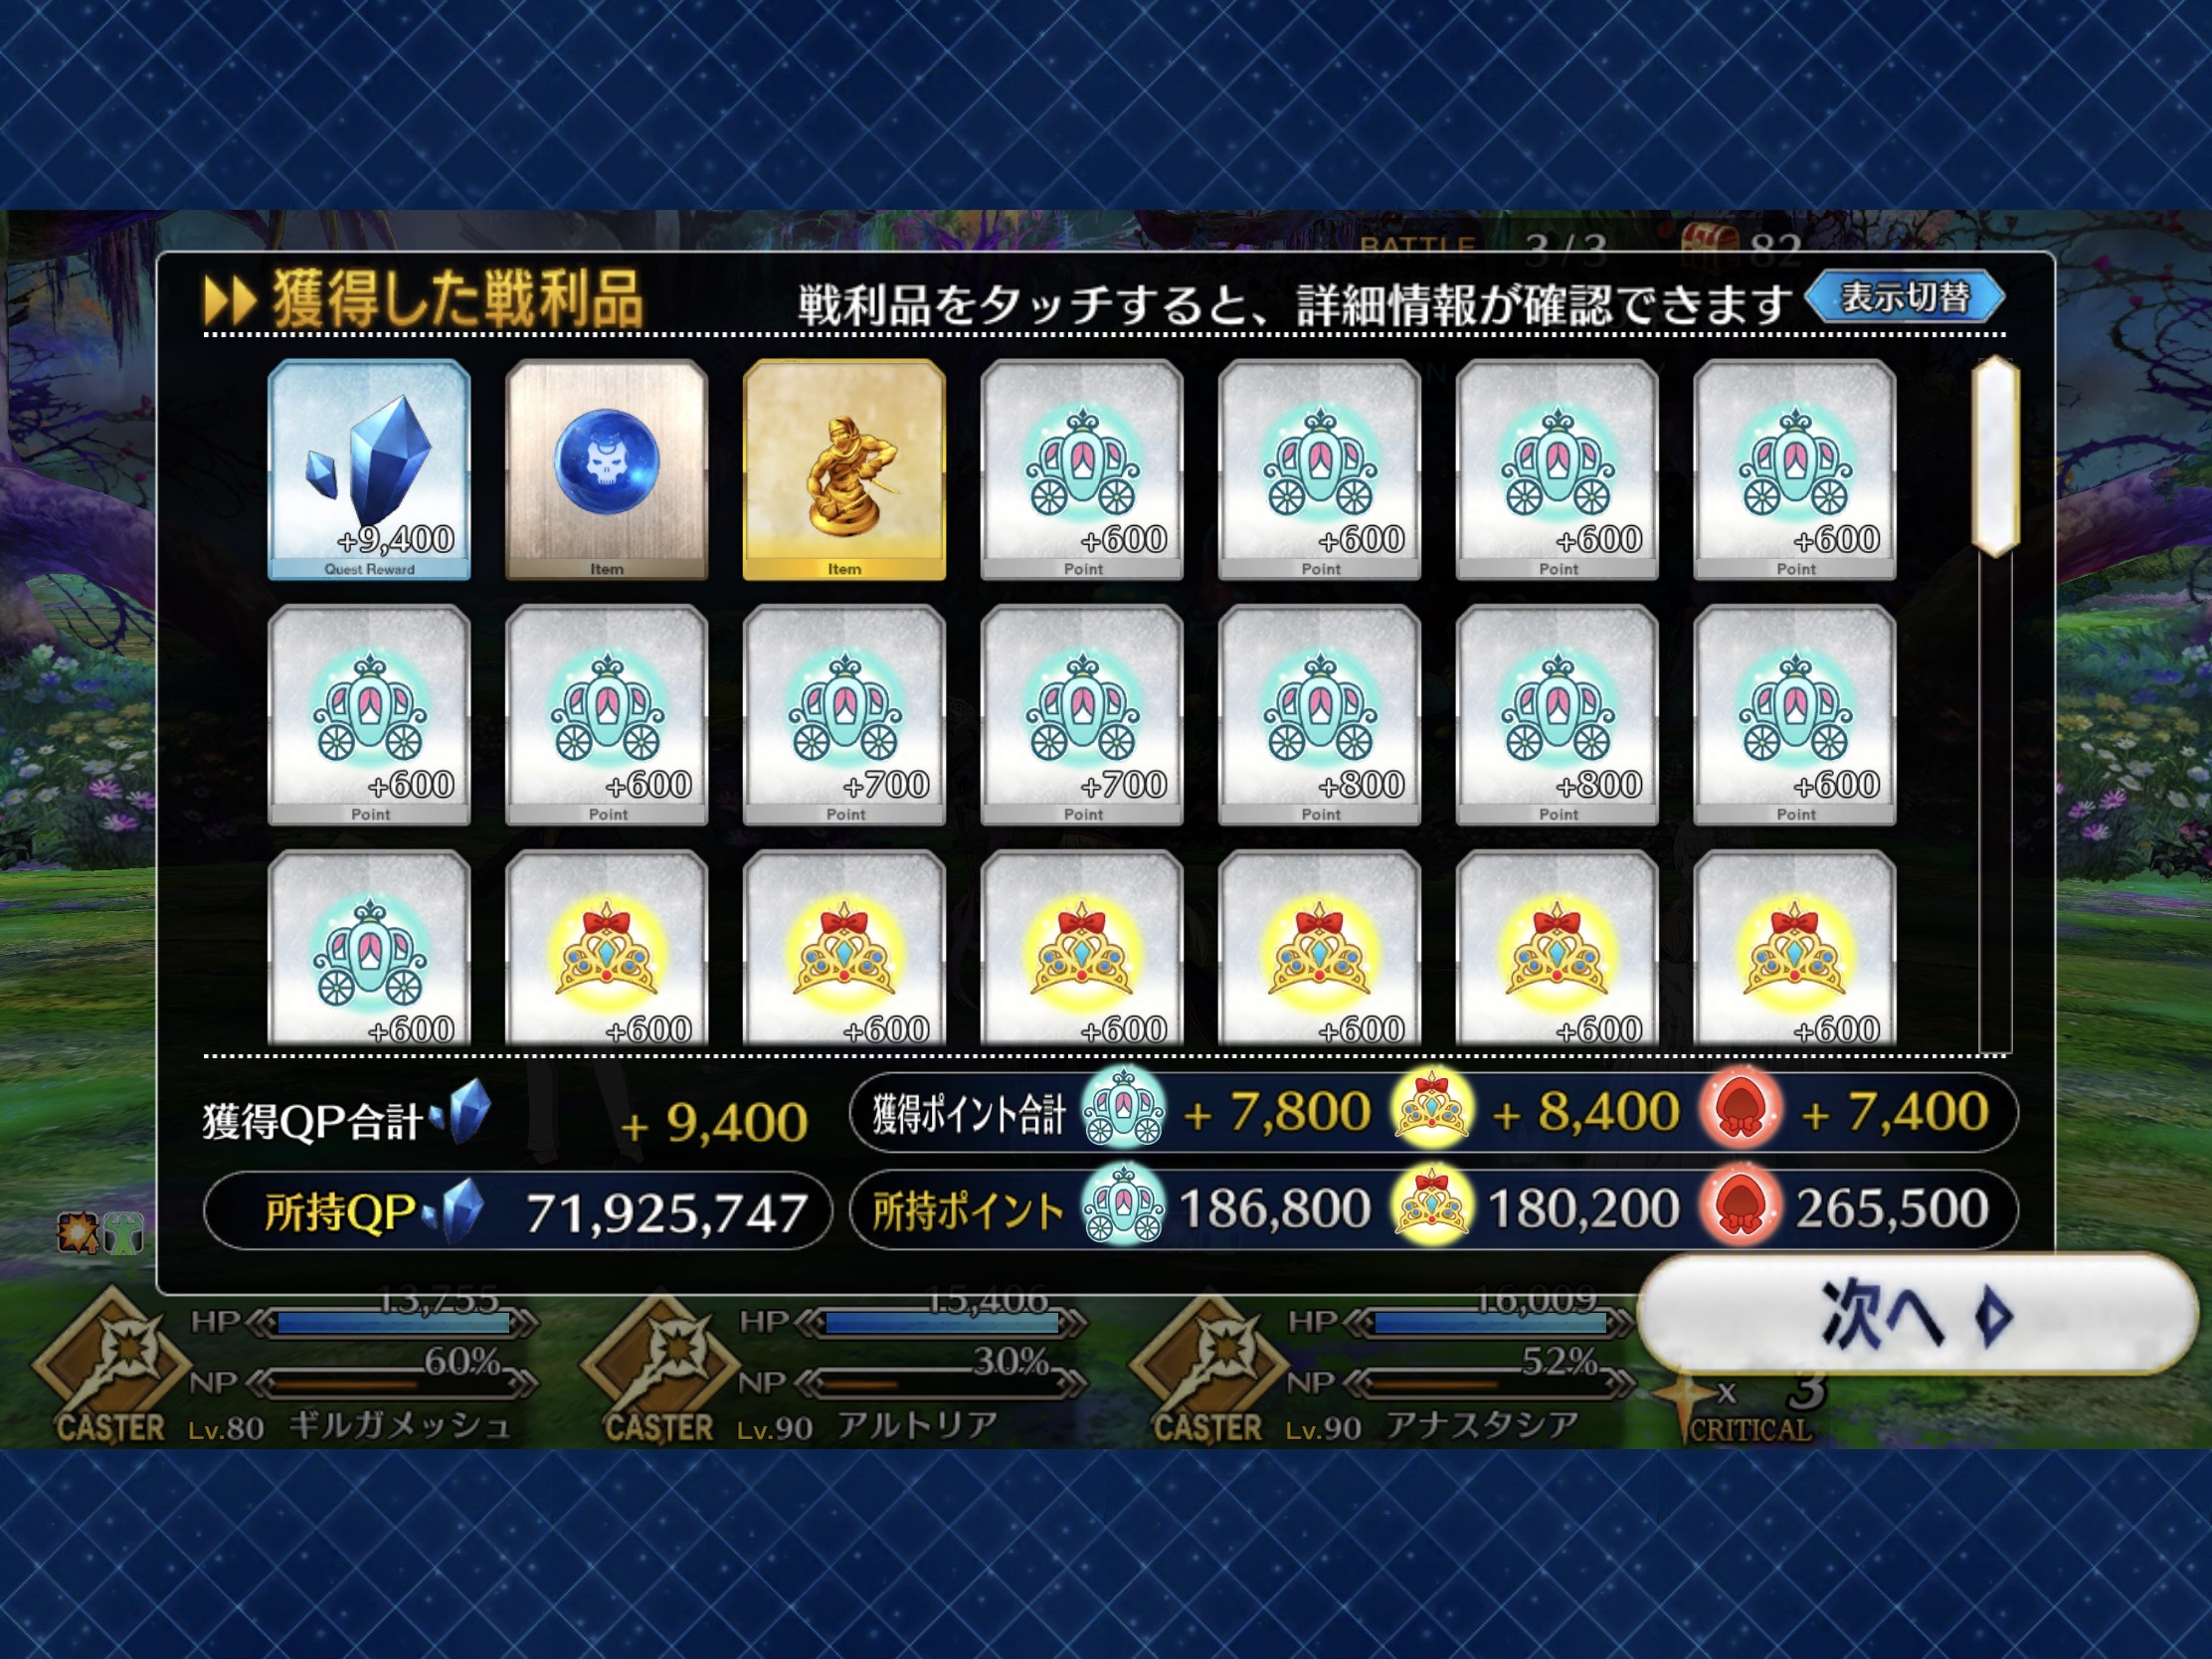 BATTLE 3/3 82
獲得した戦利品 戦利品をタッチすると、詳細情報が確認できます 表示切替
+9,400 +600 +600 +600 +600
Quest Reward Item Item Point Point Point Point
+600 +600 +700 +700 +800 +800 +600
Point Point Point Point Point Point Point
+600 +600 +600 +600 +600 +600 +600
獲得QP合計 + 9,400 獲得ポイント合計 + 7,800 + 8,400 + 7,400
所持QP 71,925,747 所持ポイント 186,800 180,200 265,500
次へ
HP 13,755 HP 15,406 HP 16,009
NP 60% NP 30% NP 52%
x 3
CASTER Lv.80 ギルガメッシュ CASTER Lv.90 アルトリア CASTER Lv.90 アナスタシア CRITICAL